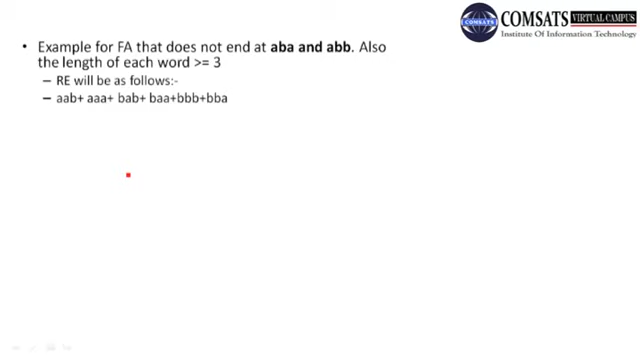 COMSATS VIRTUAL CAMPUS
Institute Of Information Technology
• Example for FA that does not end at aba and abb. Also
the length of each word >= 3
– RE will be as follows:-
– aab+ aaa+ bab+ baa+bbb+bba